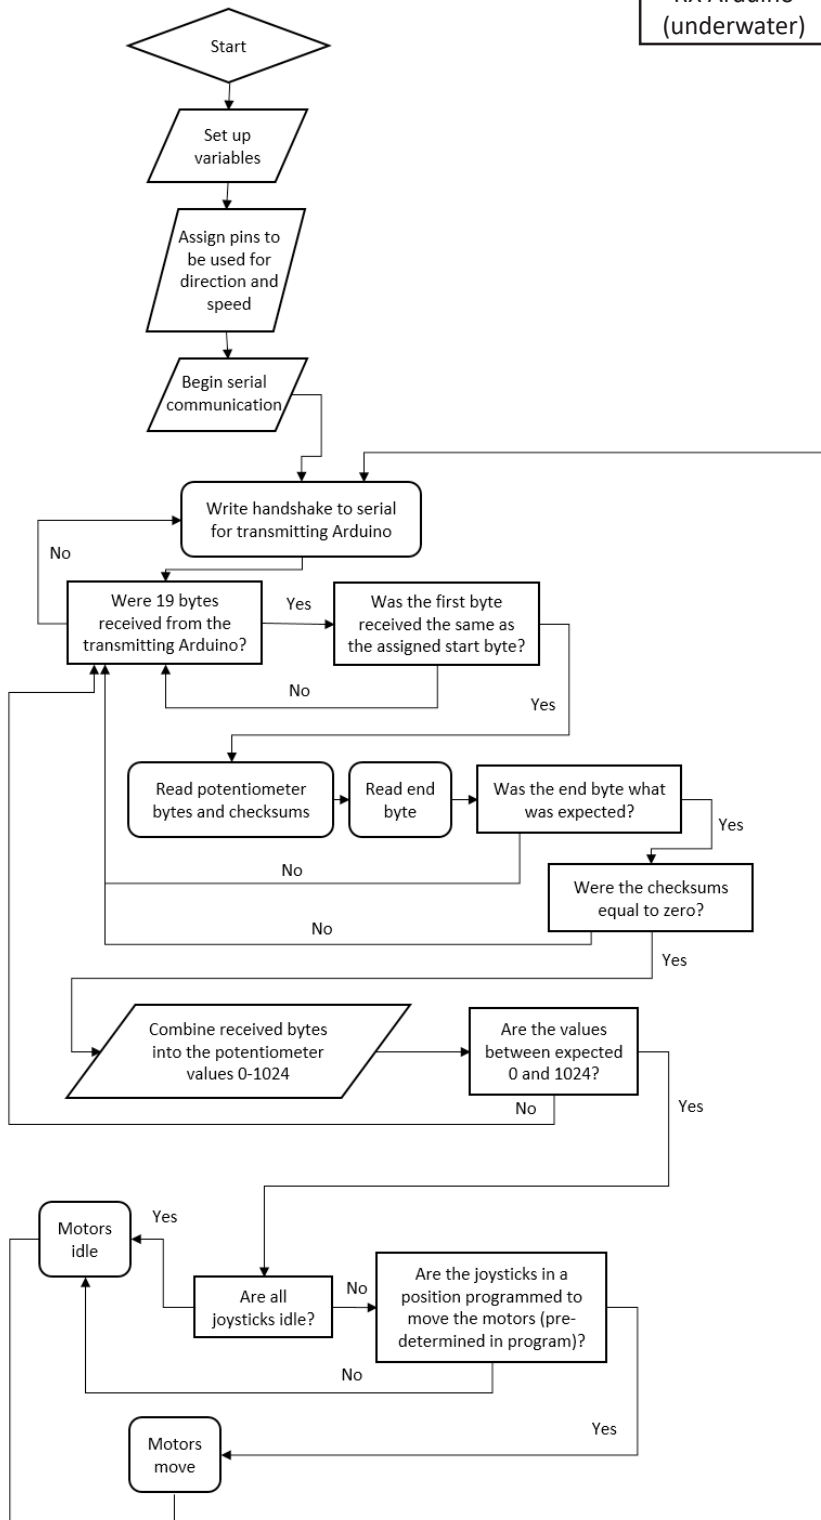 RX Arduino
(underwater)
Start
Set up
variables
Assign pins to
be used for
direction and
speed
Begin serial
communication
Write handshake to serial
for transmitting Arduino
No
Were 19 bytes
received from the
transmitting Arduino?
Yes
Was the first byte
received the same as
the assigned start byte?
No
Yes
Read potentiometer
bytes and checksums
Read end
byte
Was the end byte what
was expected?
Yes
No
Were the checksums
equal to zero?
No
Yes
Combine received bytes
into the potentiometer
values 0-1024
Are the values
between expected
0 and 1024?
No
Yes
Motors
idle
Yes
Are all
joysticks idle?
No
Are the joysticks in a
position programmed to
move the motors (pre-
determined in program)?
No
Yes
Motors
move